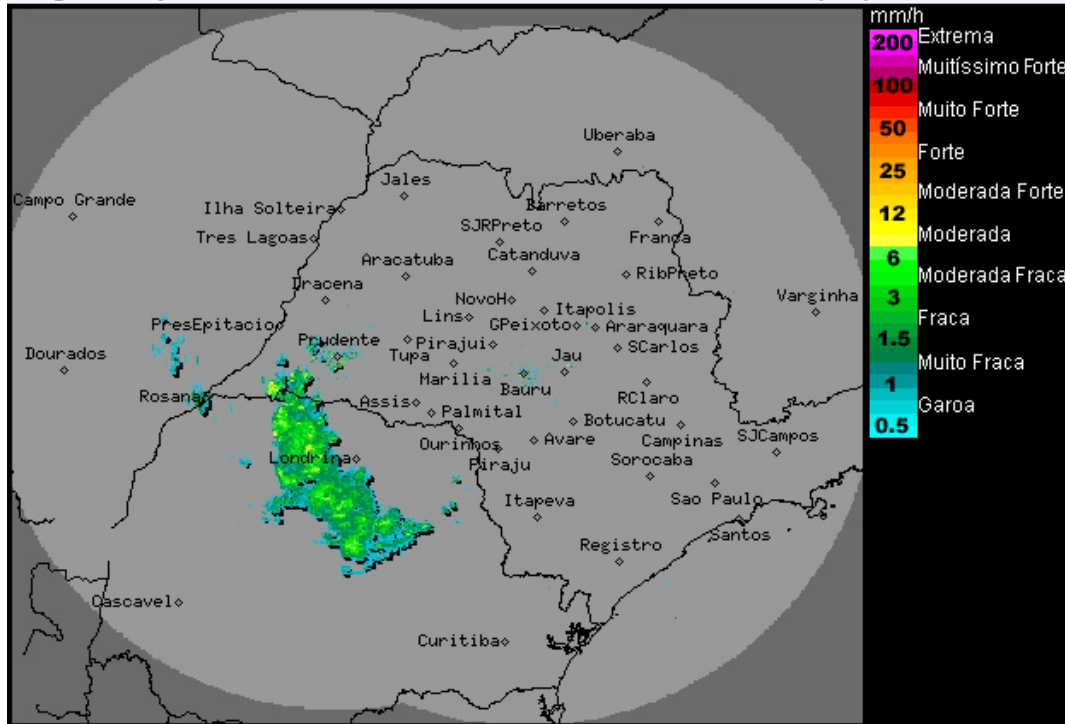 mm/h
200 Extrema
Muitíssimo Forte
100
Muito Forte
50
Forte
25
Moderada Forte
12
Moderada
6
Moderada Fraca
3
Fraca
1.5
Muito Fraca
1
Garoa
0.5
Uberaba
Jales
Campo Grande
Ilha Solteira
Barretos
SJRPreto
Franca
Tres Lagoas
Catanduva
Aracatuba
RibPreto
Dracena
NovoH
Itapolis
Varginha
Lins
GPeixoto
Araraquara
PresEpitacio
Prudente
Pirajui
SCarlos
Dourados
Tupa
Jau
Marilia
Bauru
Rosana
Assis
Palmital
RClaro
Botucatu
Campinas
SJCampos
Ourinhos
Avare
Londrina
Piraju
Sorocaba
Itapeva
Sao Paulo
Santos
Registro
Cascavel
Curitiba